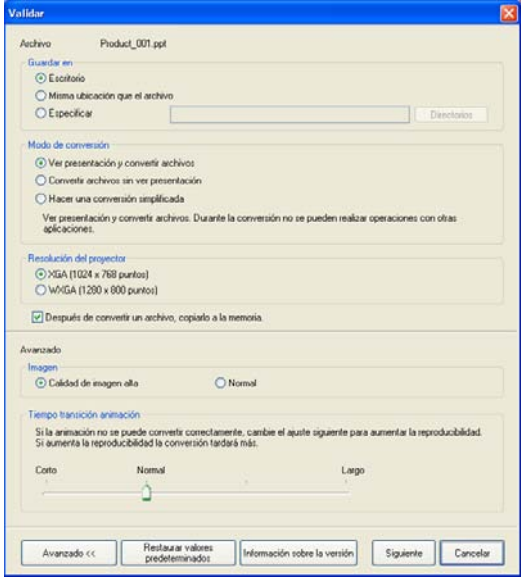 Validar
Archivo Product_001.ppt
Guardar en
Escritorio
Misma ubicación que el archivo
Especificar Directorios
Modo de conversión
Ver presentación y convertir archivos
Convertir archivos sin ver presentación
Hacer una conversión simplificada
Ver presentación y convertir archivos. Durante la conversión no se pueden realizar operaciones con otras
aplicaciones.
Resolución del proyector
XGA (1024 x 768 puntos)
WXGA (1280 x 800 puntos)
Después de convertir un archivo, copiarlo a la memoria.
Avanzado
Imagen
Calidad de imagen alta Normal
Tiempo transición animación
Si la animación no se puede convertir correctamente, cambie el ajuste siguiente para aumentar la reproducibilidad.
Si aumenta la reproducibilidad la conversión tardará más.
Corto Normal Largo
Avanzado << Restaurar valores predeterminados Información sobre la versión Siguiente Cancelar